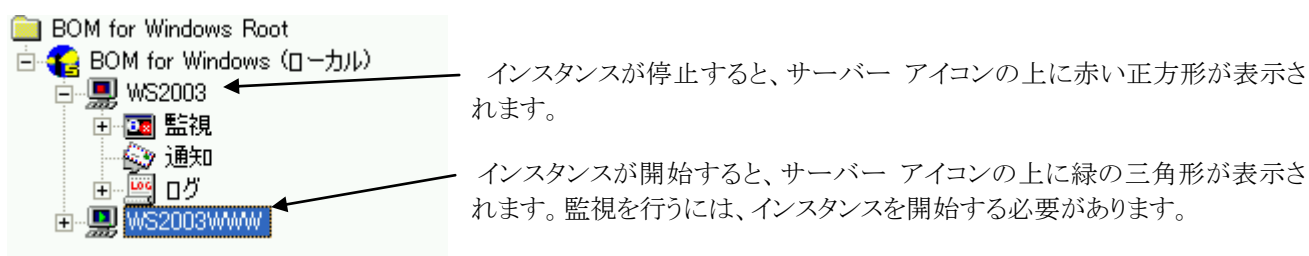 BOM for Windows Root
BOM for Windows (ローカル)
WS2003
監視
通知
LOG ログ
WS2003WWW
インスタンスが停止すると、サーバー アイコンの上に赤い正方形が表示さ
れます。
インスタンスが開始すると、サーバー アイコンの上に緑の三角形が表示さ
れます。監視を行うには、インスタンスを開始する必要があります。